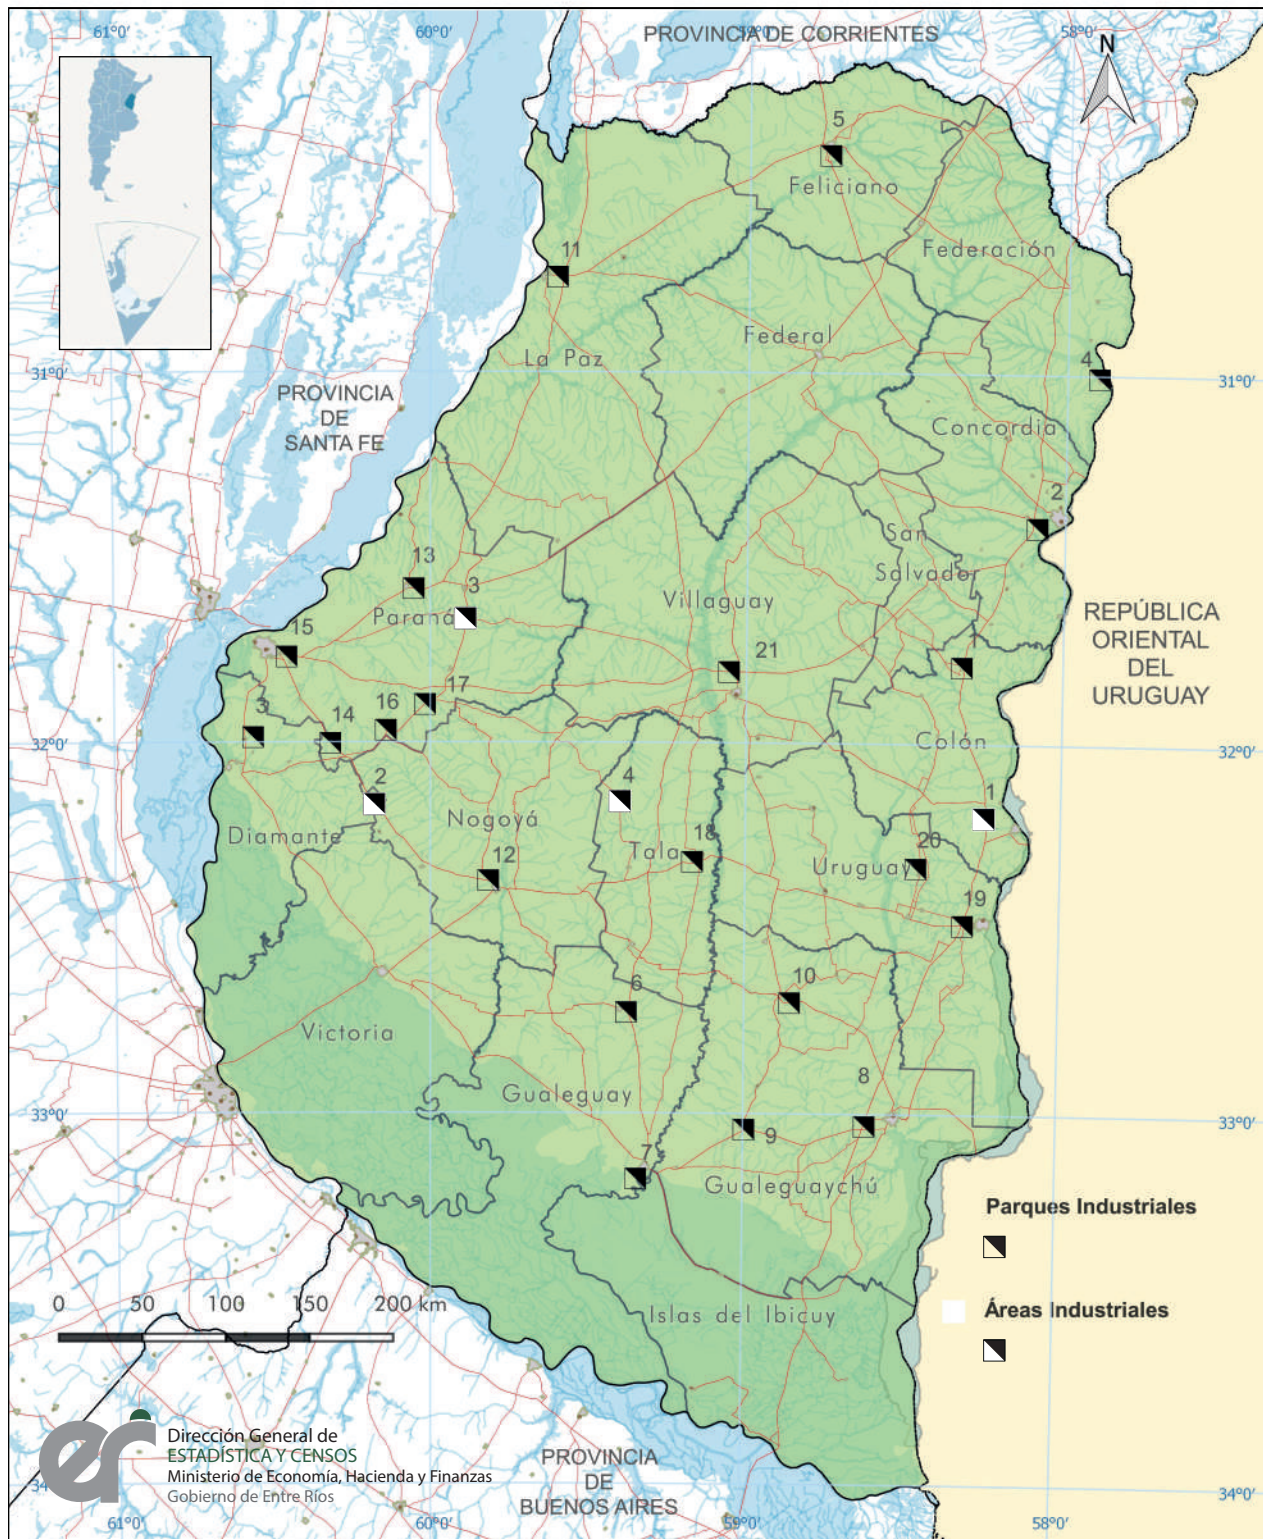 61°0'
60°0'
59°0'
58°0'
PROVINCIA DE CORRIENTES
N
5
Feliciano
11
Federación
Federal
La Paz
4
31°0'
31°0'
PROVINCIA
DE
SANTA FE
Concordia
2
San
Salvador
13
3
Paraná
Villaguay
REPÚBLICA
ORIENTAL
DEL
URUGUAY
15
21
1
17
16
3
14
32°0'
32°0'
Colón
2
4
1
Nogoyá
Diamante
18
Tala
20
Uruguay
12
19
6
10
Victoria
8
Gualeguay
33°0'
33°0'
9
7
Gualeguaychú
Parques Industriales
0 50 100 150 200 km
Islas del Ibicuy
Áreas Industriales
er
Dirección General de
ESTADÍSTICA Y CENSOS
Ministerio de Economía, Hacienda y Finanzas
Gobierno de Entre Ríos
PROVINCIA
DE
BUENOS AIRES
34°0'
61°0'
60°0'
59°0'
58°0'